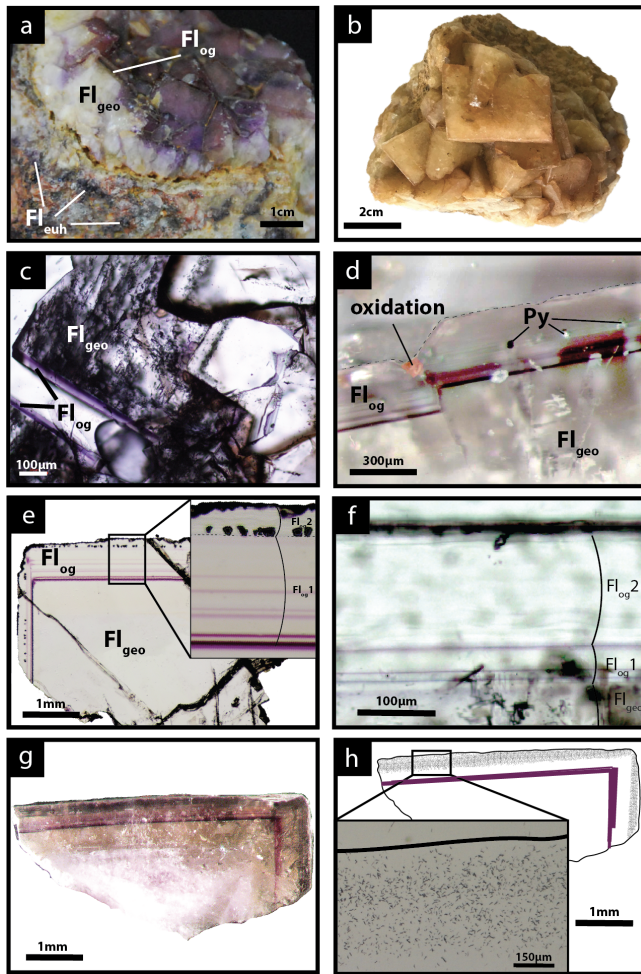 a
Fl og
Fl geo
Fl euh
1cm
b
2cm
c
Fl geo
Fl og
100µm
d
oxidation
Py
Fl og
Fl geo
300µm
e
Fl og
Fl geo
1mm
Fl og 2
Fl og 1
f
Fl og 2
Fl og 1
Fl geo
100µm
g
1mm
h
1mm
150µm